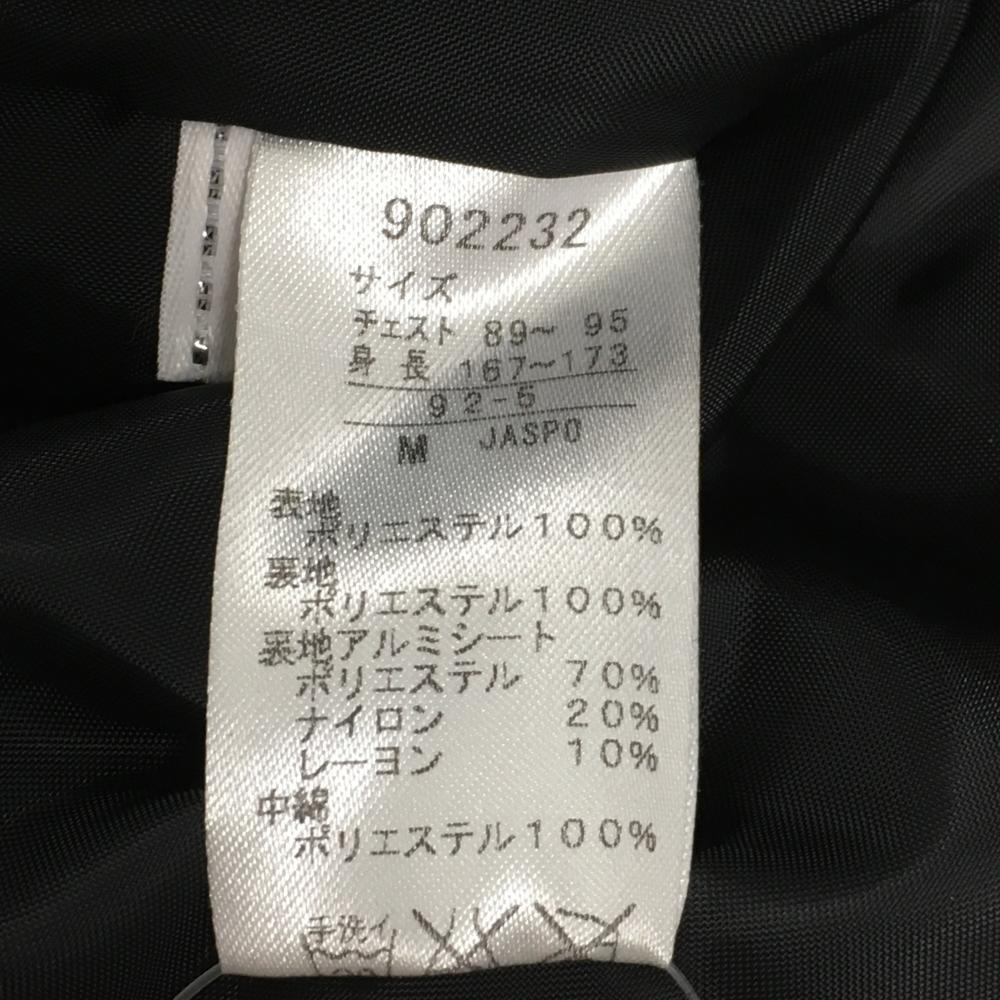 902232
サイズ
チェスト 89～ 95
身 長 167～173
92-5
M JASPO
表地
ポリエステル100%
裏地
ポリエステル100%
裏地アルミシート
ポリエステル 70%
ナイロン 20%
レーヨン 10%
中綿
ポリエステル100%
手洗イ